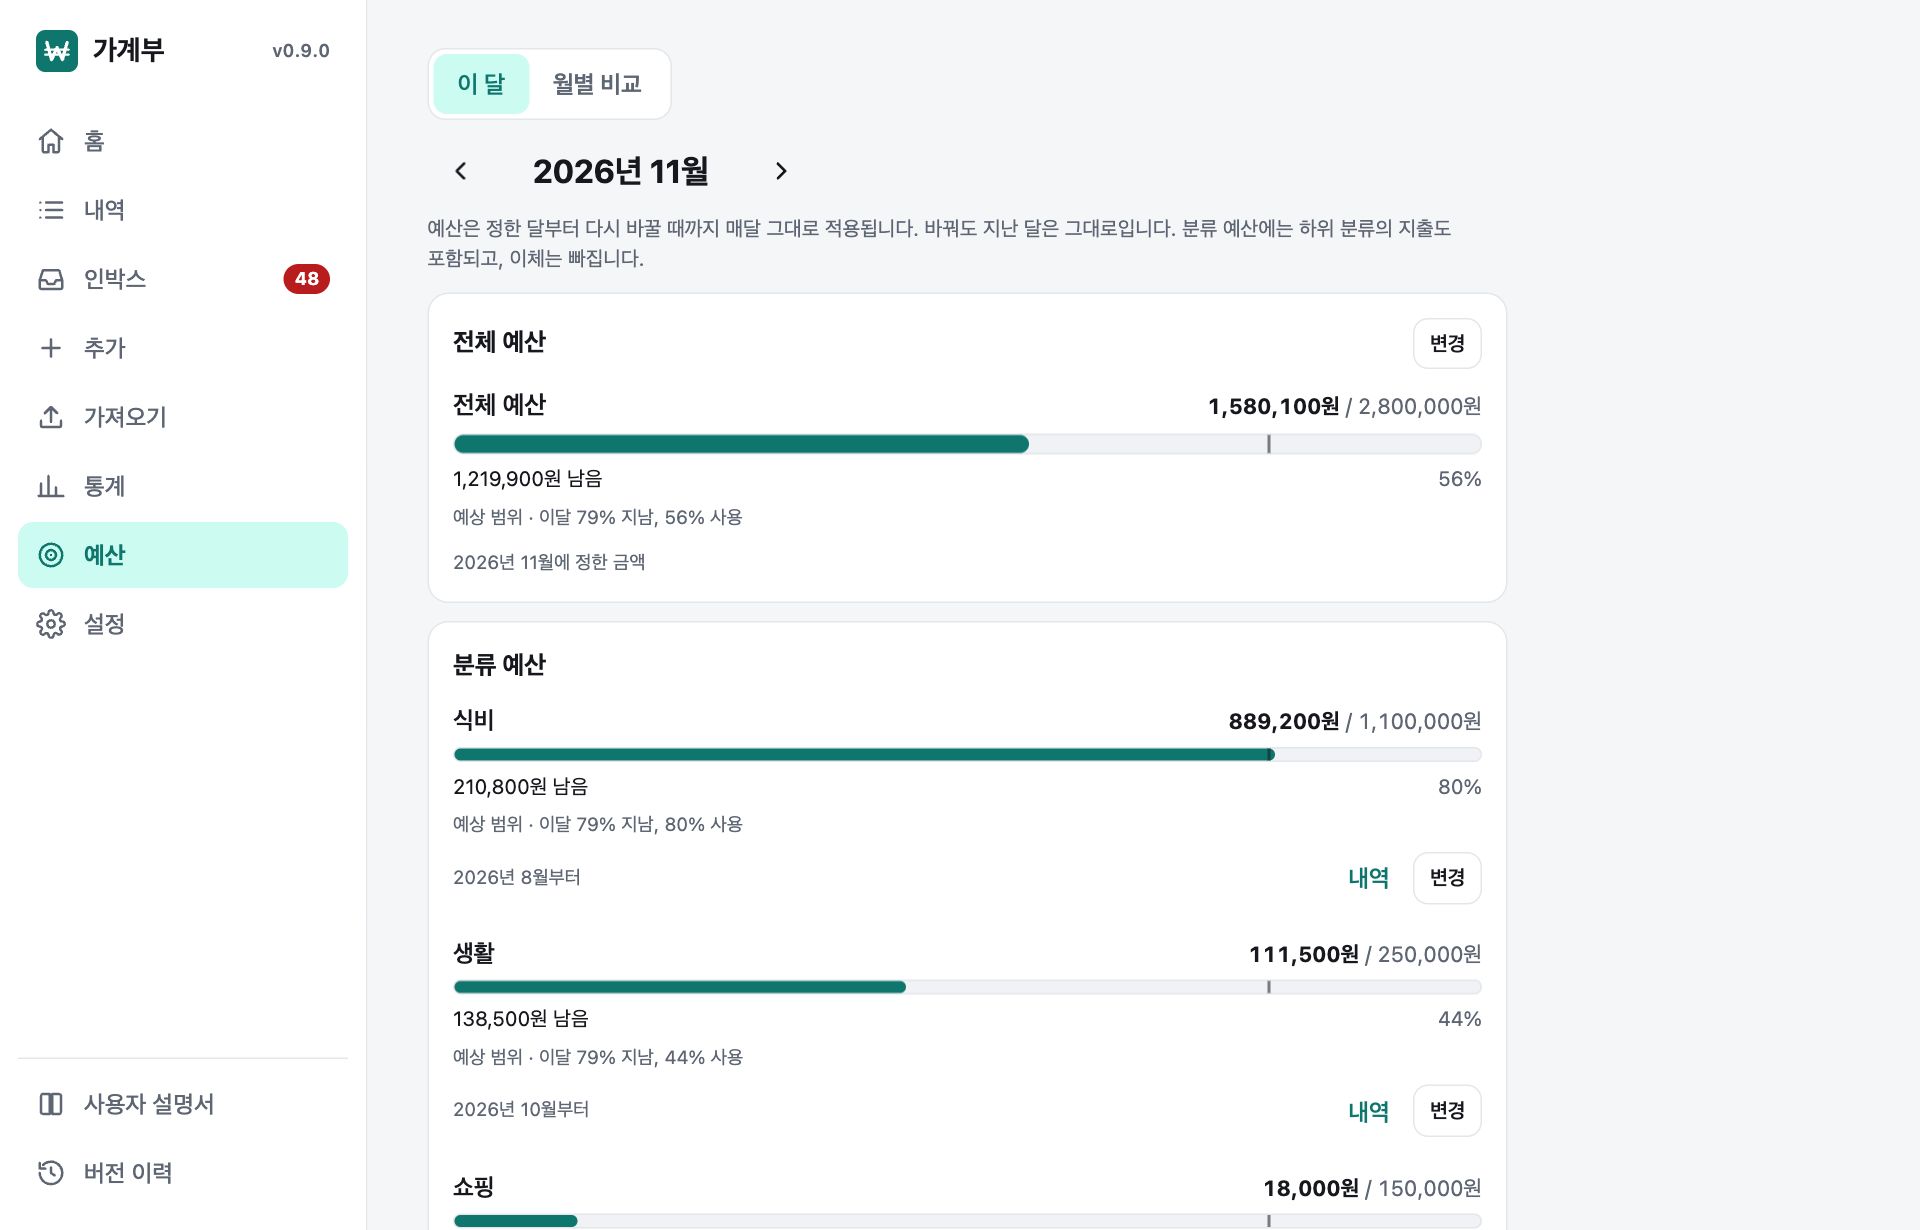 가계부 v0.9.0
홈
내역
인박스 48
추가
가져오기
통계
예산
설정
사용자 설명서
버전 이력
이 달 월별 비교
2026년 11월
예산은 정한 달부터 다시 바꿀 때까지 매달 그대로 적용됩니다. 바꿔도 지난 달은 그대로입니다. 분류 예산에는 하위 분류의 지출도
포함되고, 이체는 빠집니다.
전체 예산 변경
전체 예산 1,580,100원 / 2,800,000원
1,219,900원 남음 56%
예상 범위 · 이달 79% 지남, 56% 사용
2026년 11월에 정한 금액
분류 예산
식비 889,200원 / 1,100,000원
210,800원 남음 80%
예상 범위 · 이달 79% 지남, 80% 사용
2026년 8월부터 내역 변경
생활 111,500원 / 250,000원
138,500원 남음 44%
예상 범위 · 이달 79% 지남, 44% 사용
2026년 10월부터 내역 변경
쇼핑 18,000원 / 150,000원